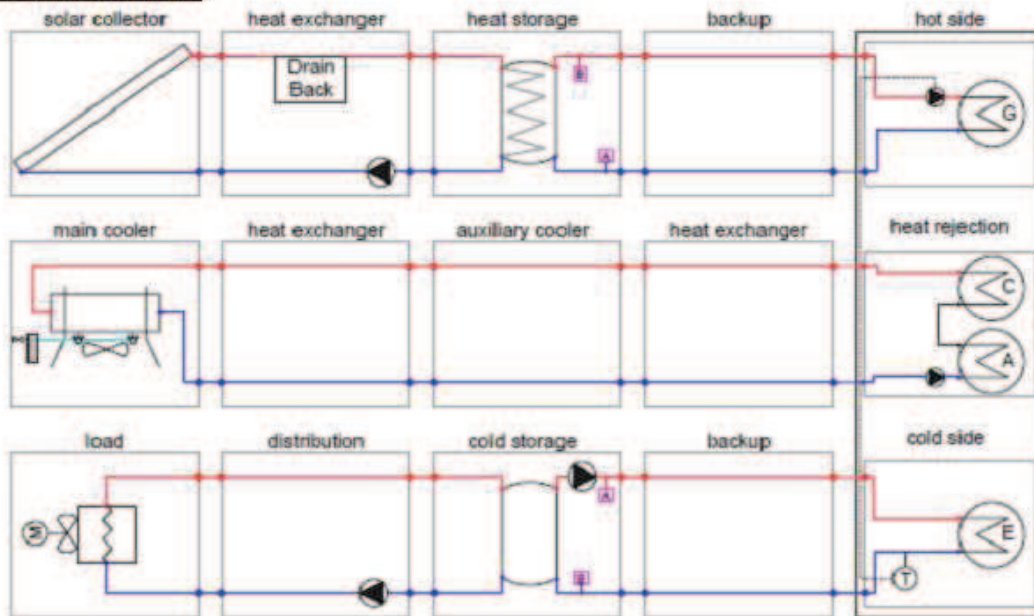 solar collector
heat exchanger
heat storage
backup
hot side
Drain
Back
B
A
G
main cooler
heat exchanger
auxiliary cooler
heat exchanger
heat rejection
C
A
load
distribution
cold storage
backup
cold side
A
M
E
B
T